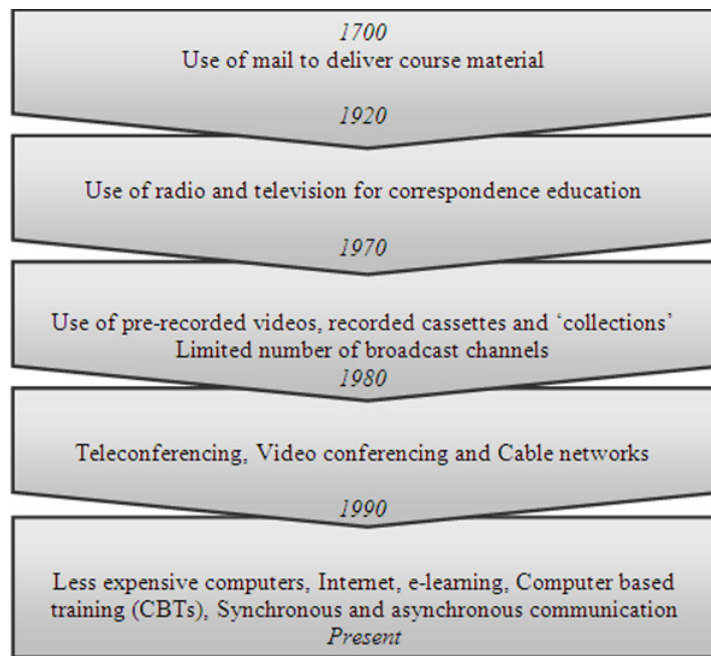 1700
Use of mail to deliver course material
1920
Use of radio and television for correspondence education
1970
Use of pre-recorded videos, recorded cassettes and ‘collections’
Limited number of broadcast channels
1980
Teleconferencing, Video conferencing and Cable networks
1990
Less expensive computers, Internet, e-learning, Computer based
training (CBTs), Synchronous and asynchronous communication
Present